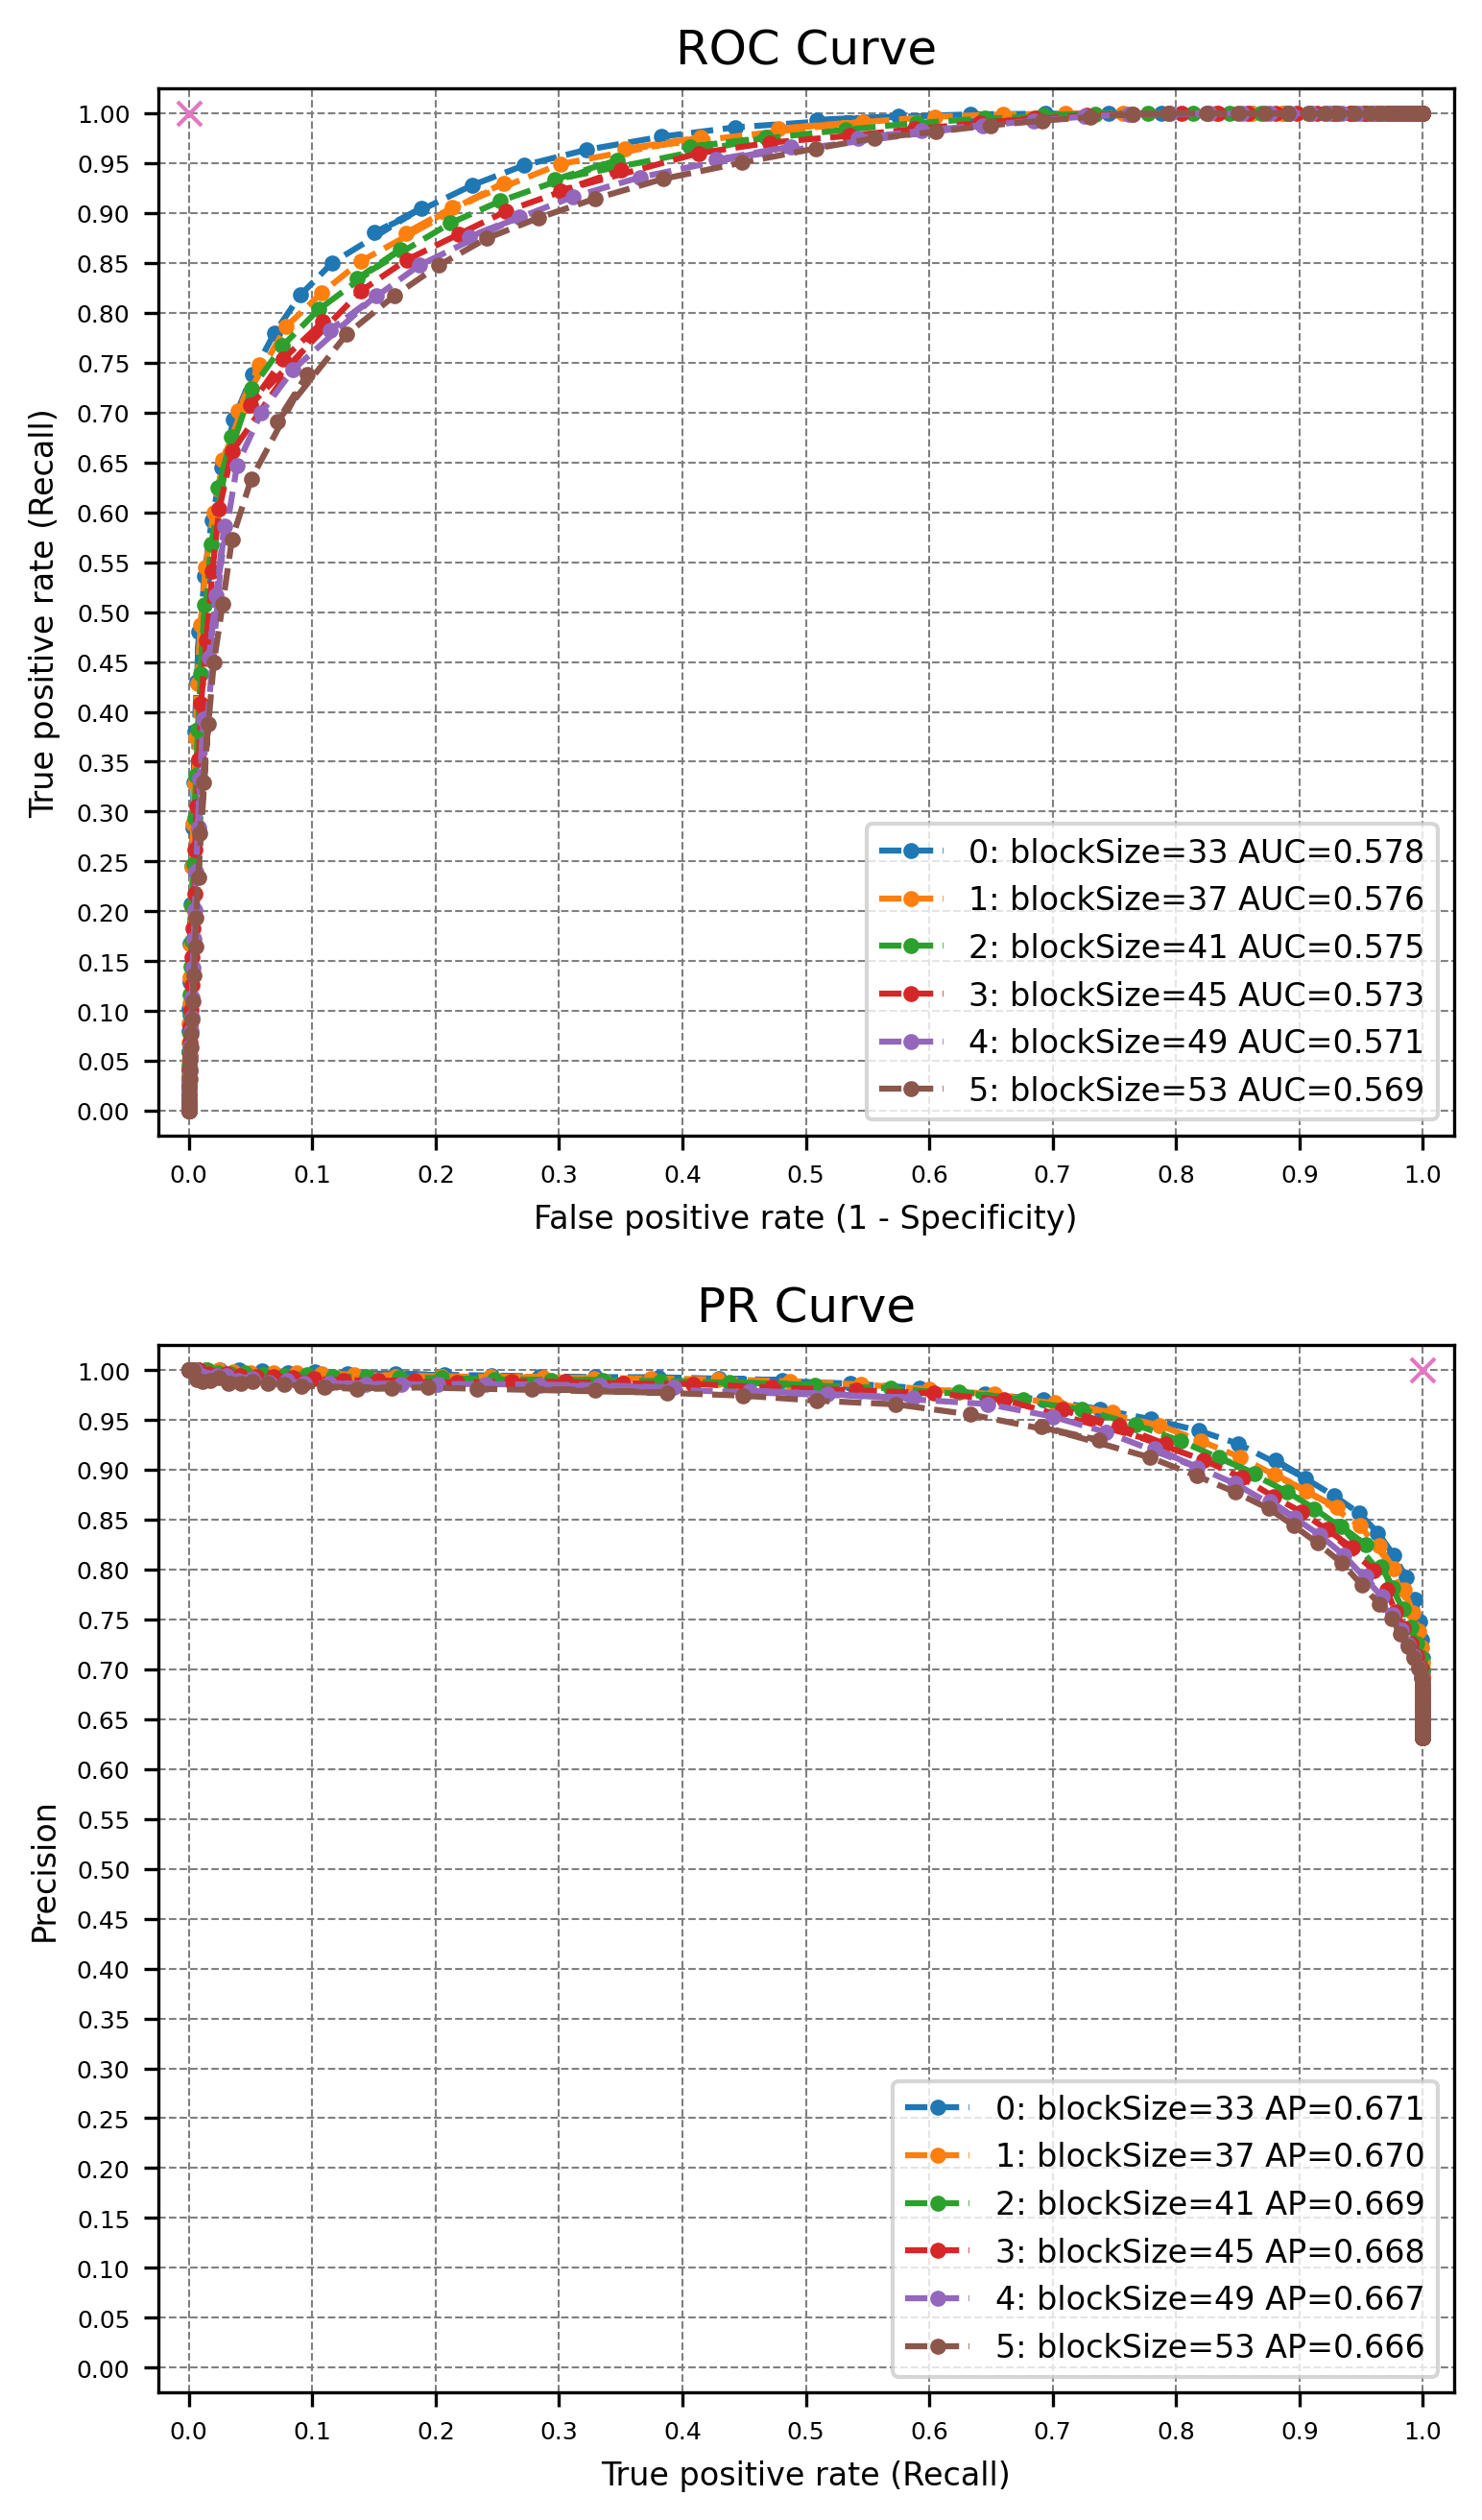 ROC Curve
1.00
0.95
0.90
0.85
0.80
0.75
0.70
0.65
0.60
0.55
0.50
0.45
0.40
0.35
0.30
0.25
0.20
0.15
0.10
0.05
0.00
True positive rate (Recall)
0: blockSize=33 AUC=0.578
1: blockSize=37 AUC=0.576
2: blockSize=41 AUC=0.575
3: blockSize=45 AUC=0.573
4: blockSize=49 AUC=0.571
5: blockSize=53 AUC=0.569
0.0 0.1 0.2 0.3 0.4 0.5 0.6 0.7 0.8 0.9 1.0
False positive rate (1 - Specificity)
PR Curve
1.00
0.95
0.90
0.85
0.80
0.75
0.70
0.65
0.60
0.55
0.50
0.45
0.40
0.35
0.30
0.25
0.20
0.15
0.10
0.05
0.00
Precision
0: blockSize=33 AP=0.671
1: blockSize=37 AP=0.670
2: blockSize=41 AP=0.669
3: blockSize=45 AP=0.668
4: blockSize=49 AP=0.667
5: blockSize=53 AP=0.666
0.0 0.1 0.2 0.3 0.4 0.5 0.6 0.7 0.8 0.9 1.0
True positive rate (Recall)